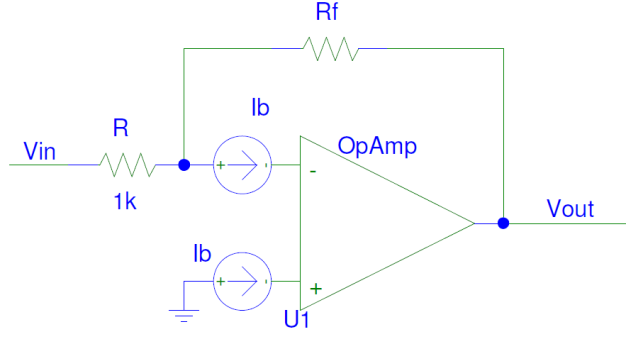 Rf
Ib
R
OpAmp
Vin
+ -
-
1k
Vout
Ib
+ -
+
U1